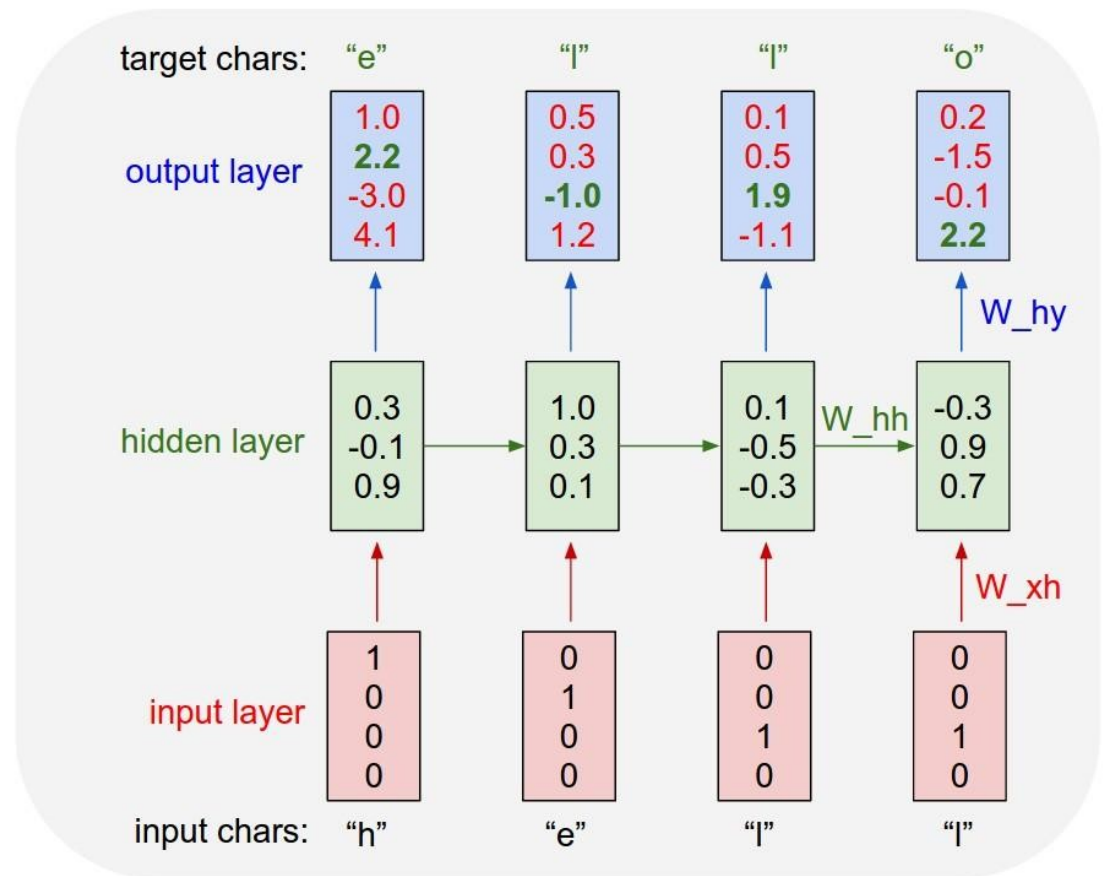 target chars: “e” “l” “l” “o”
1.0 0.5 0.1 0.2
2.2 0.3 0.5 -1.5
output layer
-3.0 -1.0 1.9 -0.1
4.1 1.2 -1.1 2.2
W_hy
0.3 1.0 0.1 -0.3
W_hh
hidden layer
-0.1 0.3 -0.5 0.9
0.9 0.1 -0.3 0.7
W_xh
1 0 0 0
0 1 0 0
input layer
0 0 1 1
0 0 0 0
input chars: “h” “e” “l” “l”